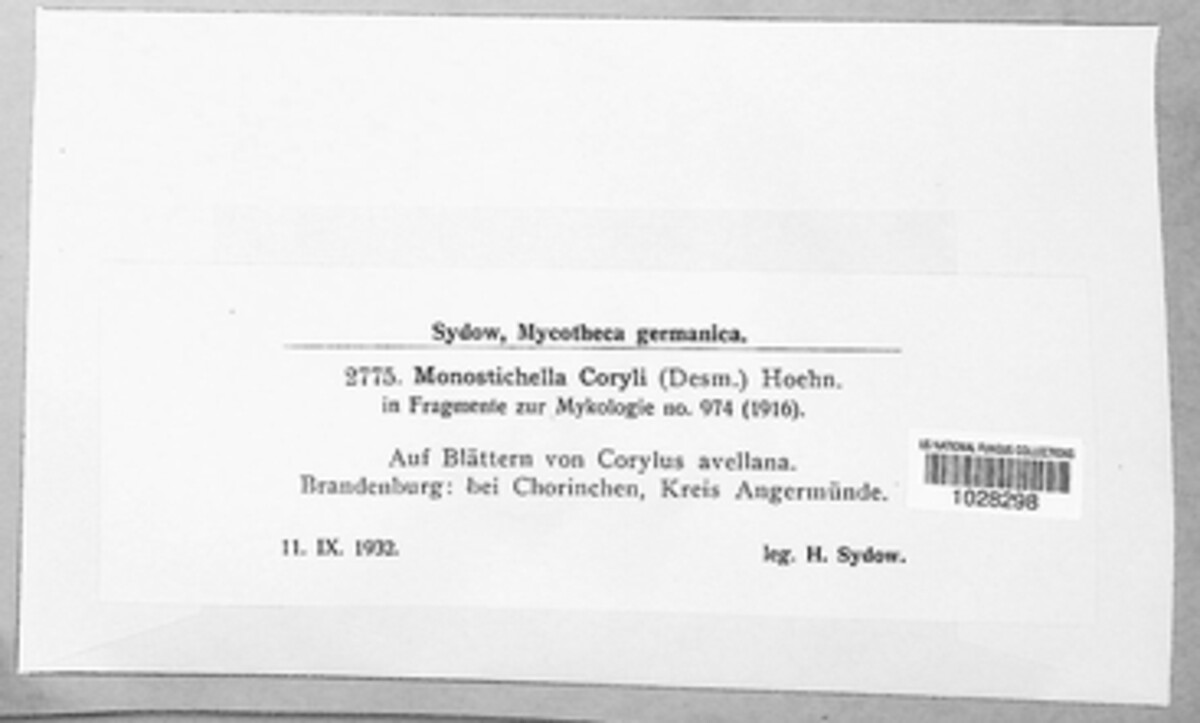 Sydow, Mycotheca germanica.
2775. Monostichella Coryli (Desm.) Hoehn.
in Fragmente zur Mykologie no. 974 (1916).
Auf Blättern von Corylus avellana.
Brandenburg: bei Chorinchen, Kreis Angermünde.
11. IX. 1932.
leg. H. Sydow.
US NATIONAL FUNGUS COLLECTIONS
1028298